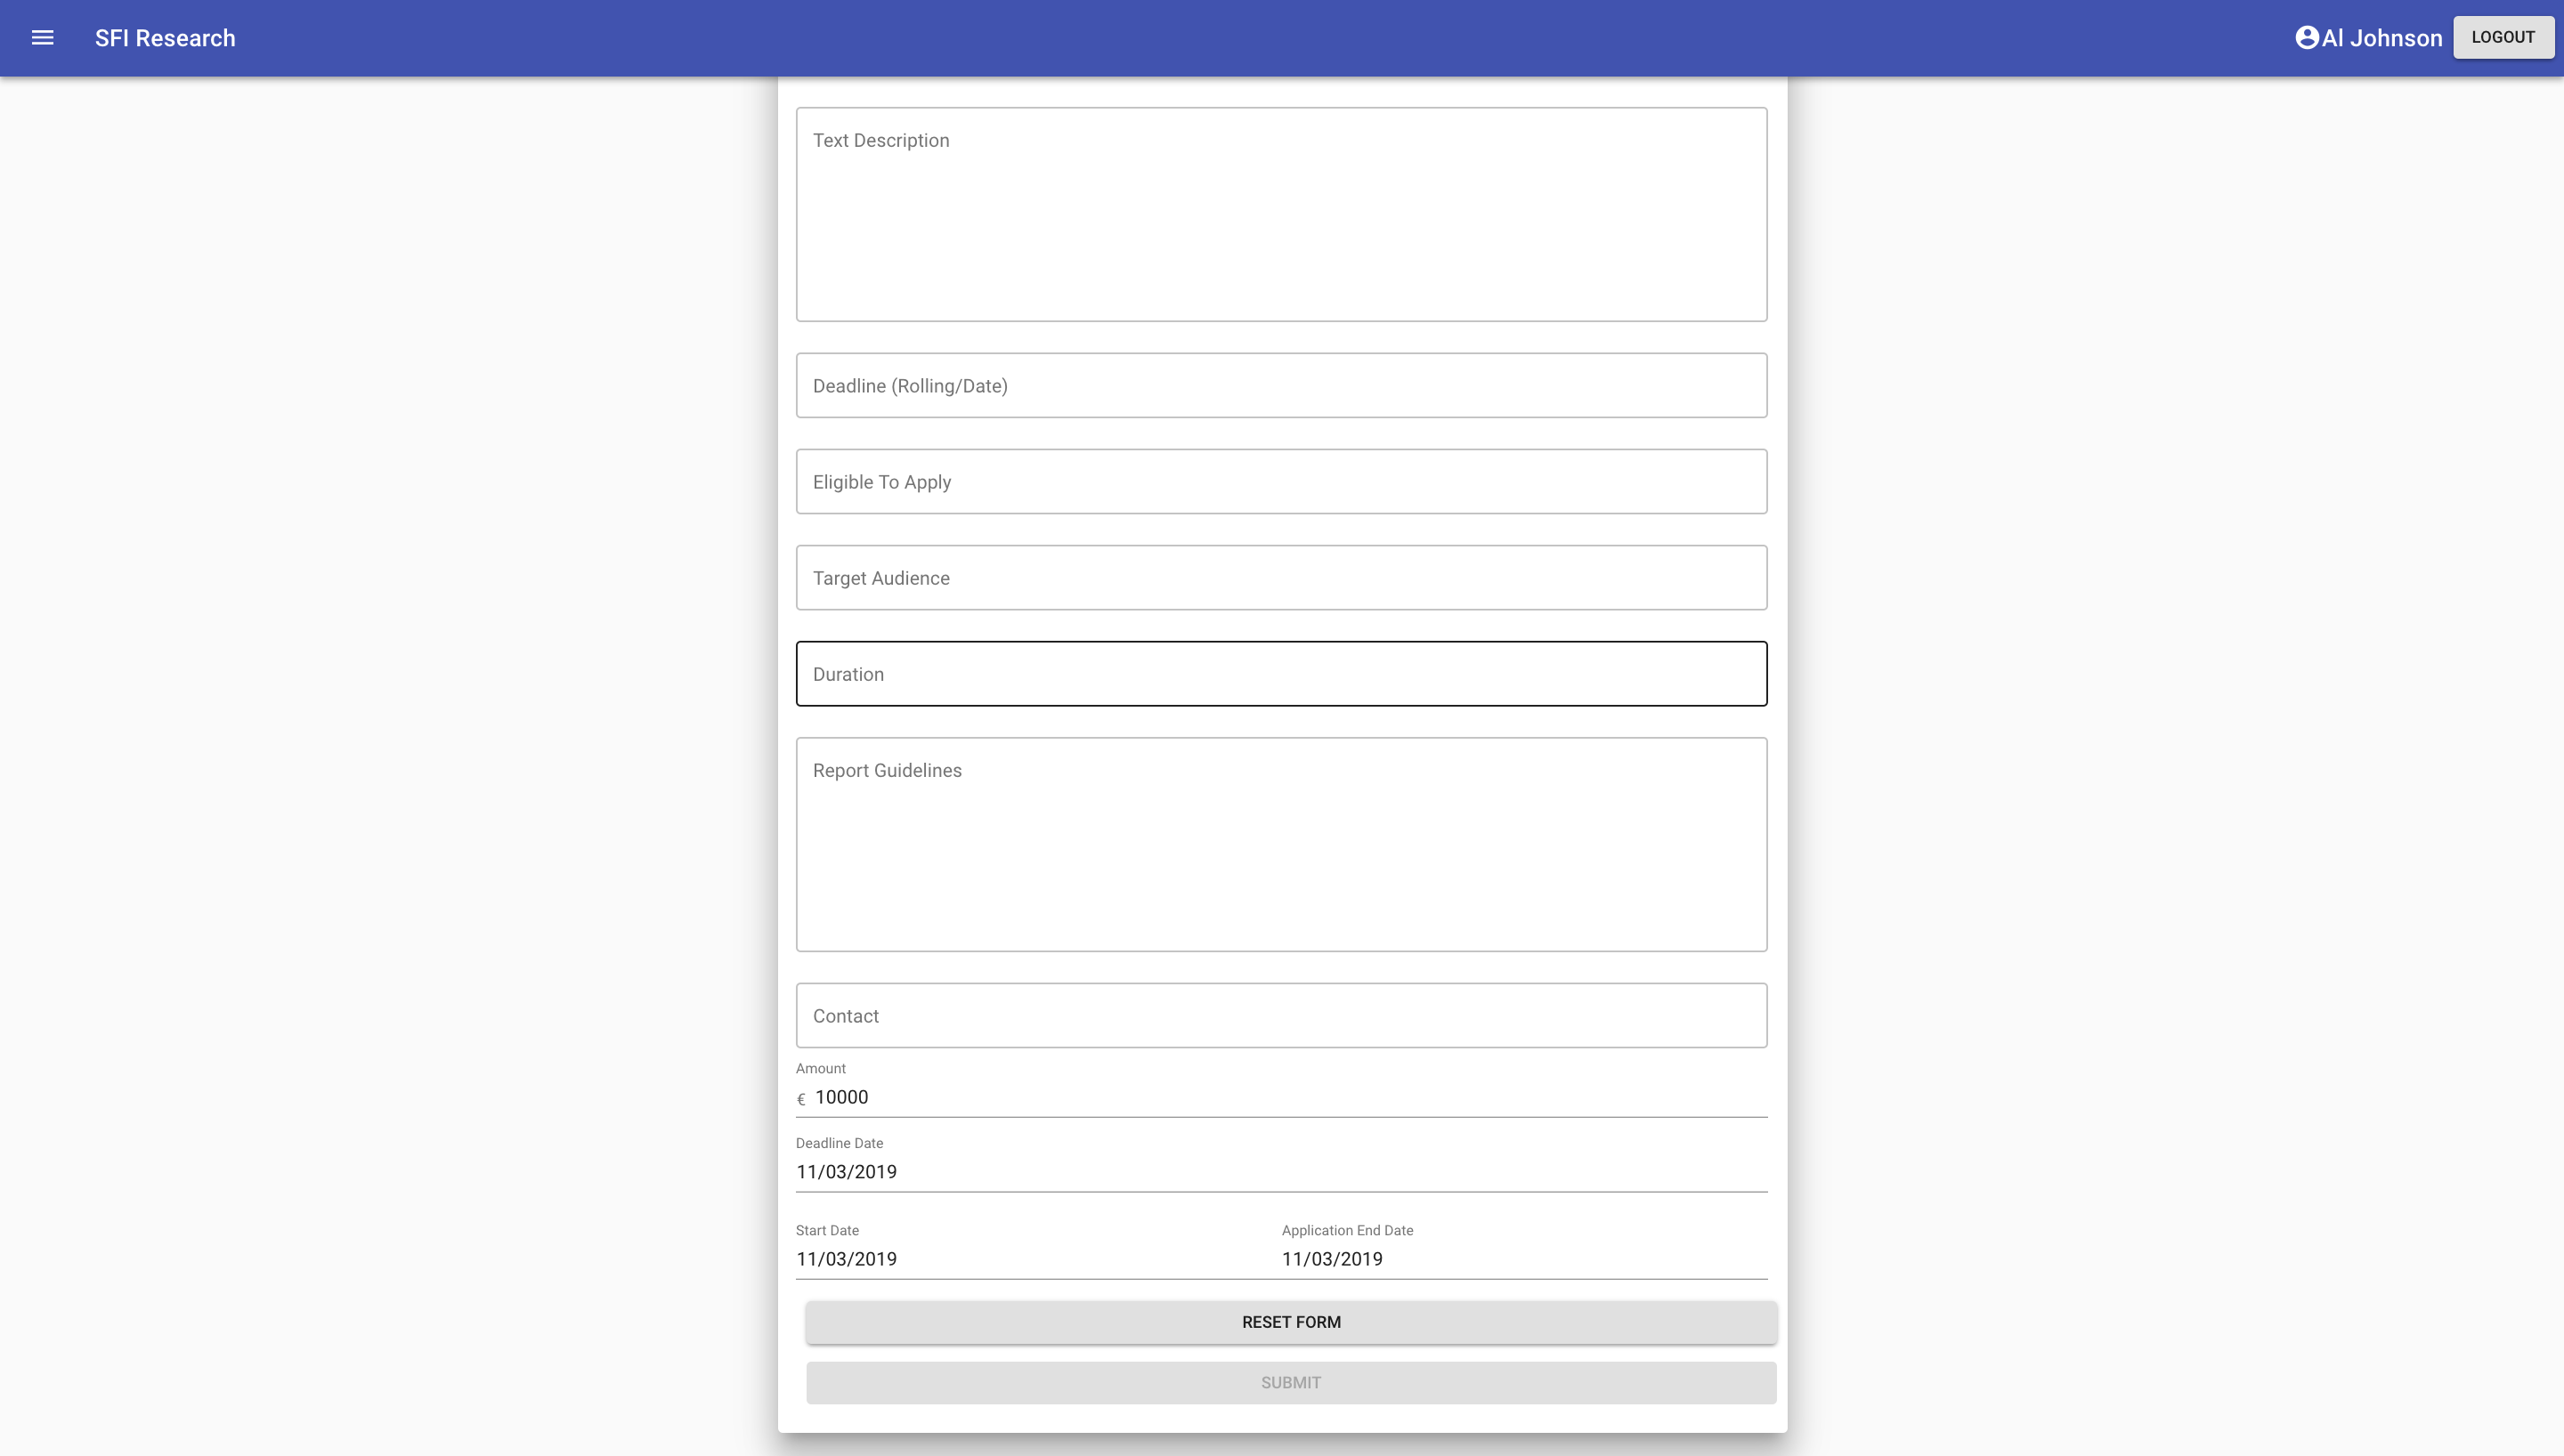 SFI Research
Al Johnson
LOGOUT
Text Description
Deadline (Rolling/Date)
Eligible To Apply
Target Audience
Duration
Report Guidelines
Contact
Amount
€ 10000
Deadline Date
11/03/2019
Start Date
Application End Date
11/03/2019
11/03/2019
RESET FORM
SUBMIT